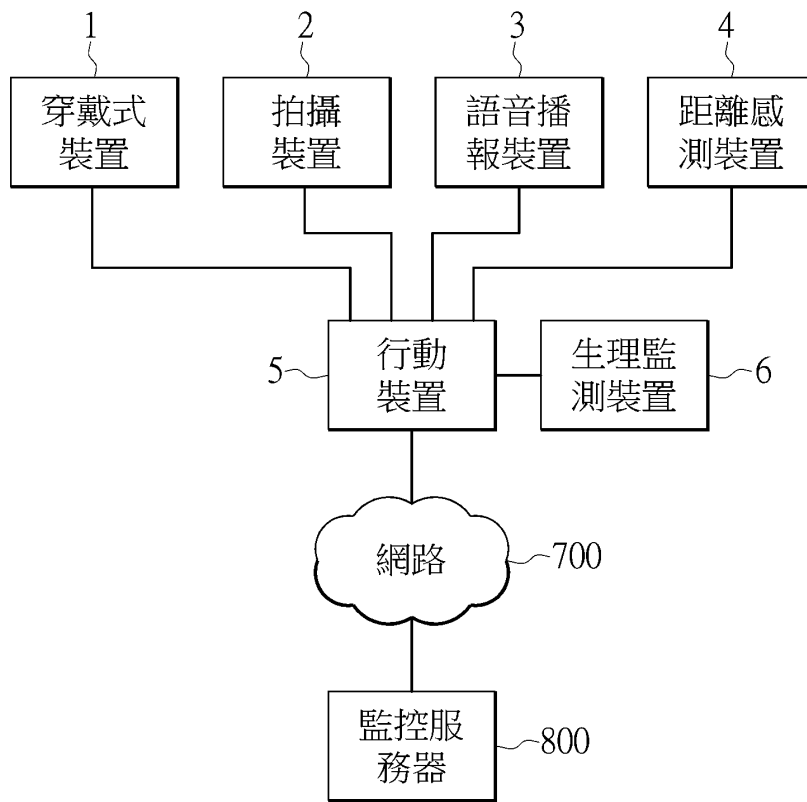 1
2
3
4
穿戴式
裝置
拍攝
裝置
語音播
報裝置
距離感
測裝置
5
行動
裝置
生理監
測裝置
6
網路
700
監控服
務器
800